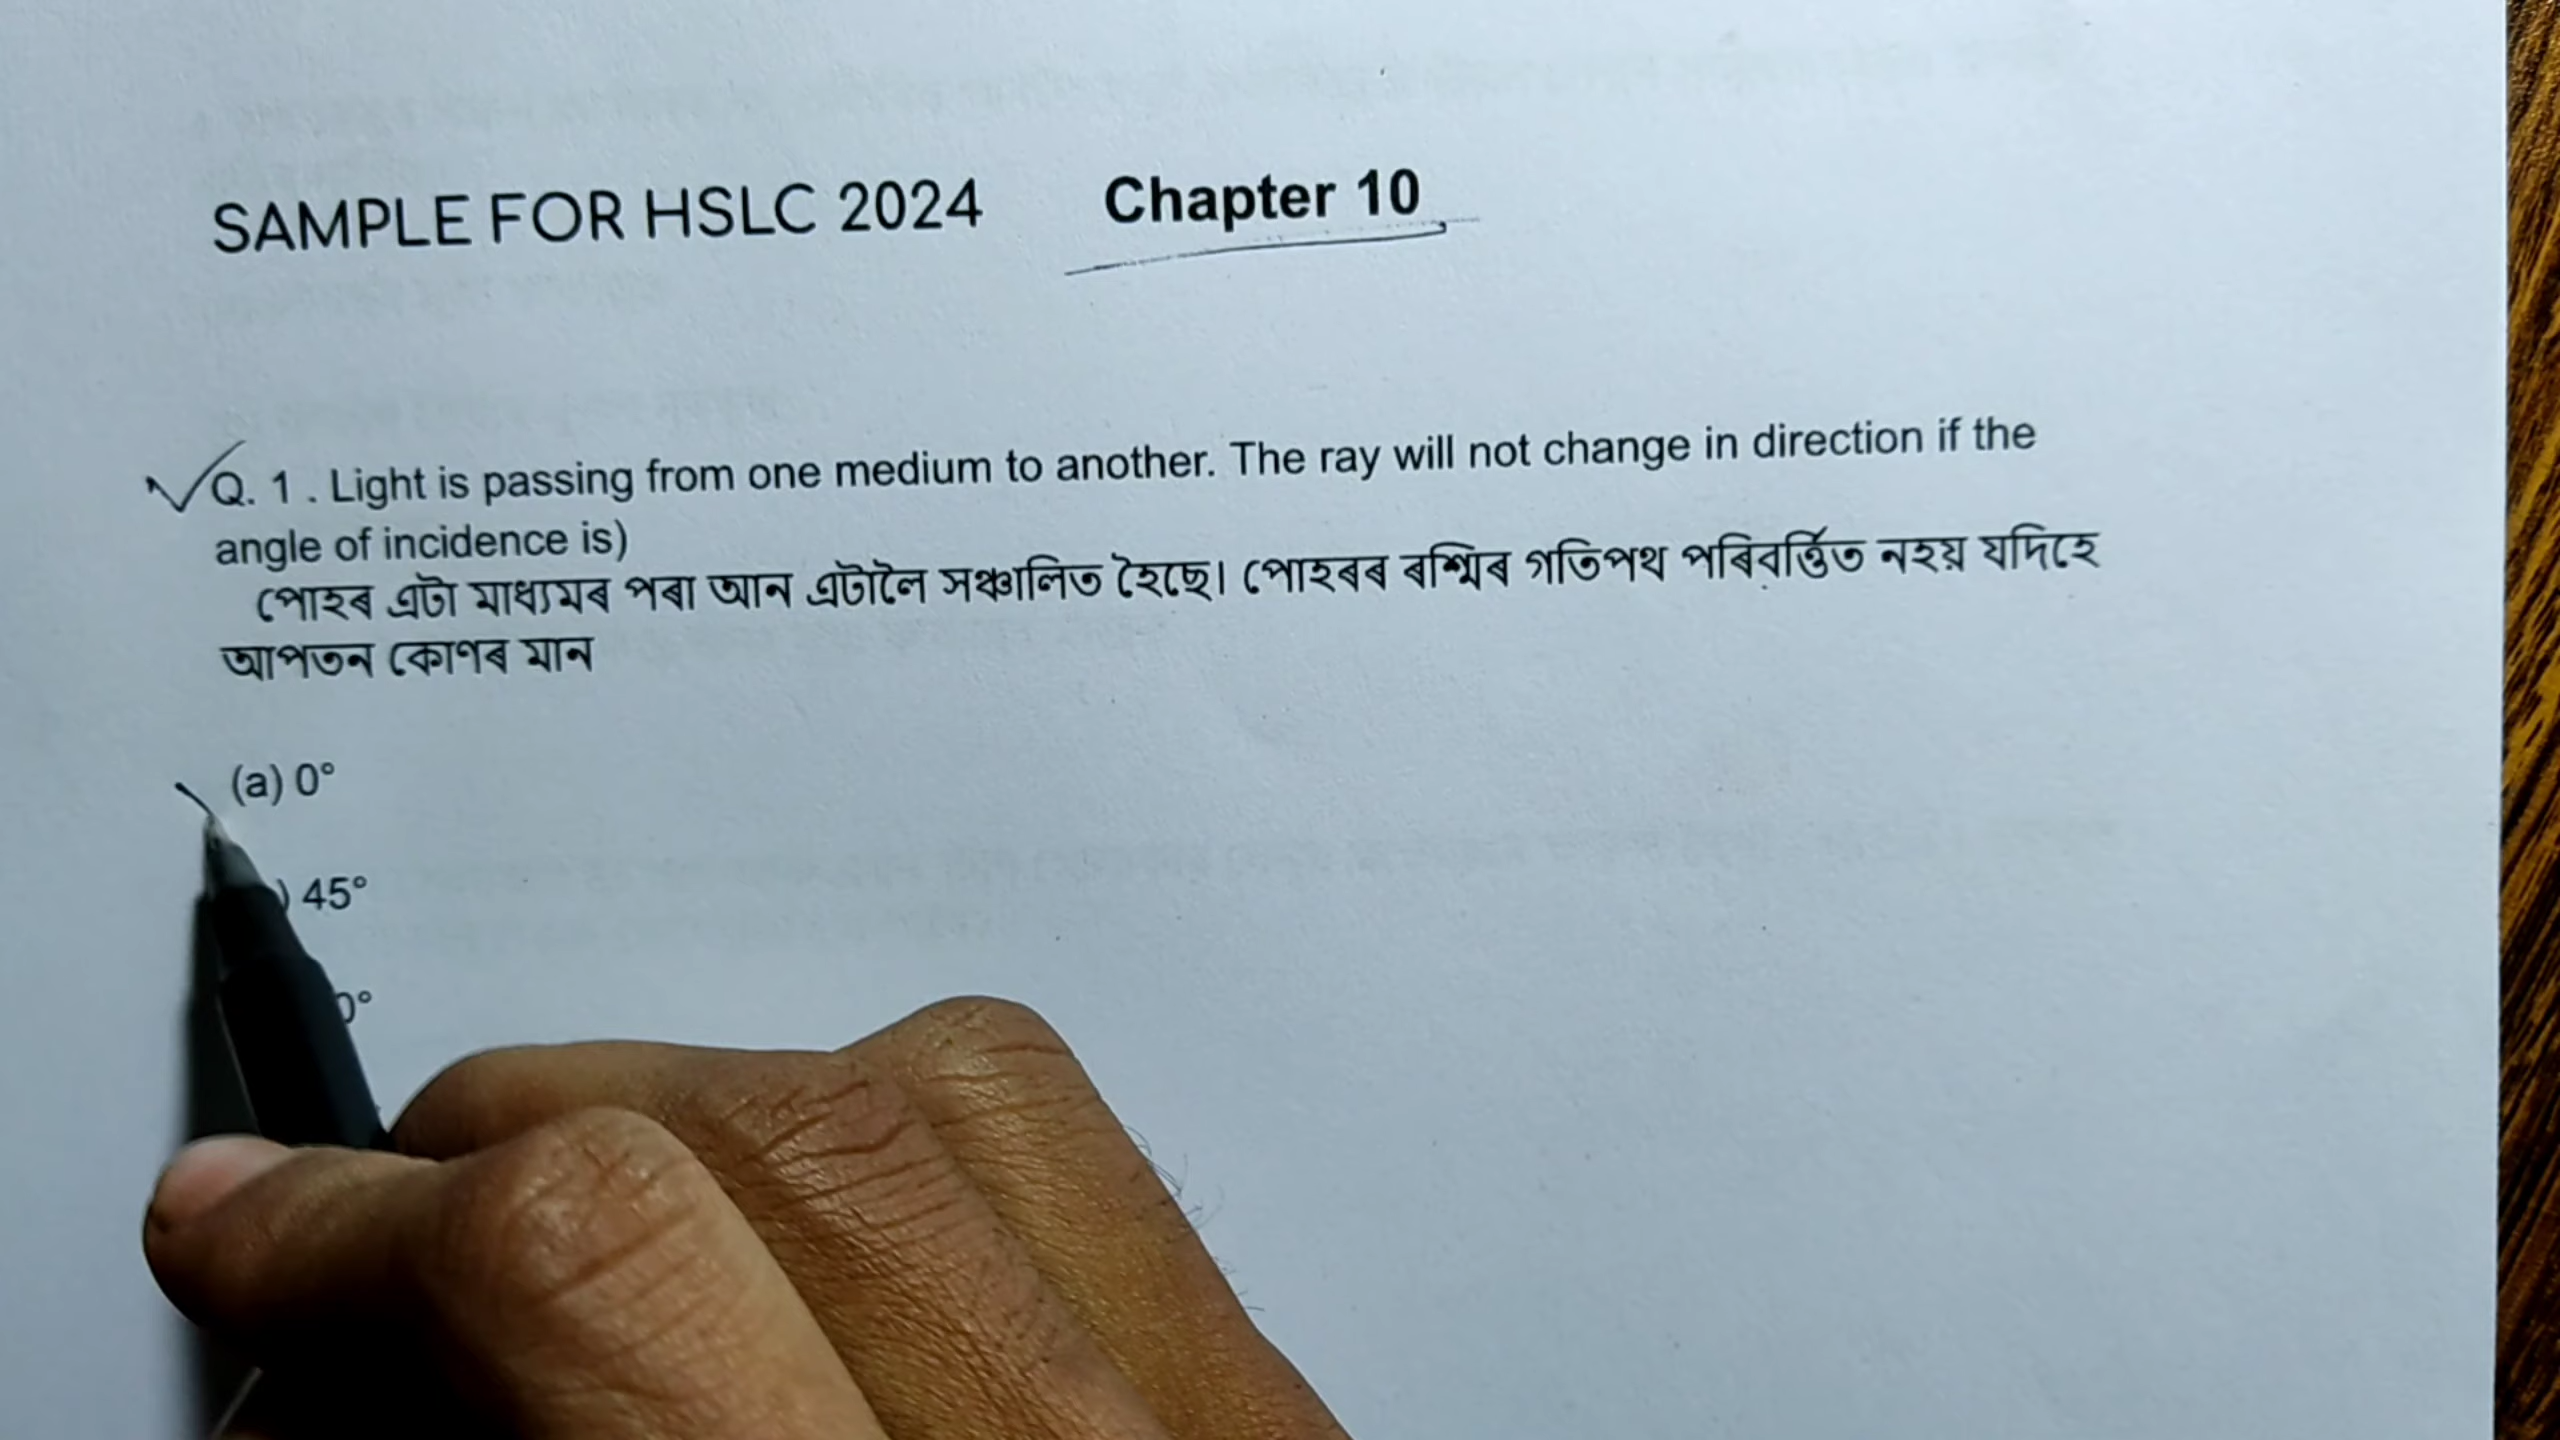 SAMPLE FOR HSLC 2024 Chapter 10
Q. 1 . Light is passing from one medium to another. The ray will not change in direction if the
angle of incidence is)
পোহৰ এটা মাধ্যমৰ পৰা আন এটালৈ সঞ্চালিত হৈছে। পোহৰৰ ৰশ্মিৰ গতিপথ পৰিবৰ্ত্তিত নহয় যদিহে
আপতন কোণৰ মান
(a) 0°
) 45°
0°